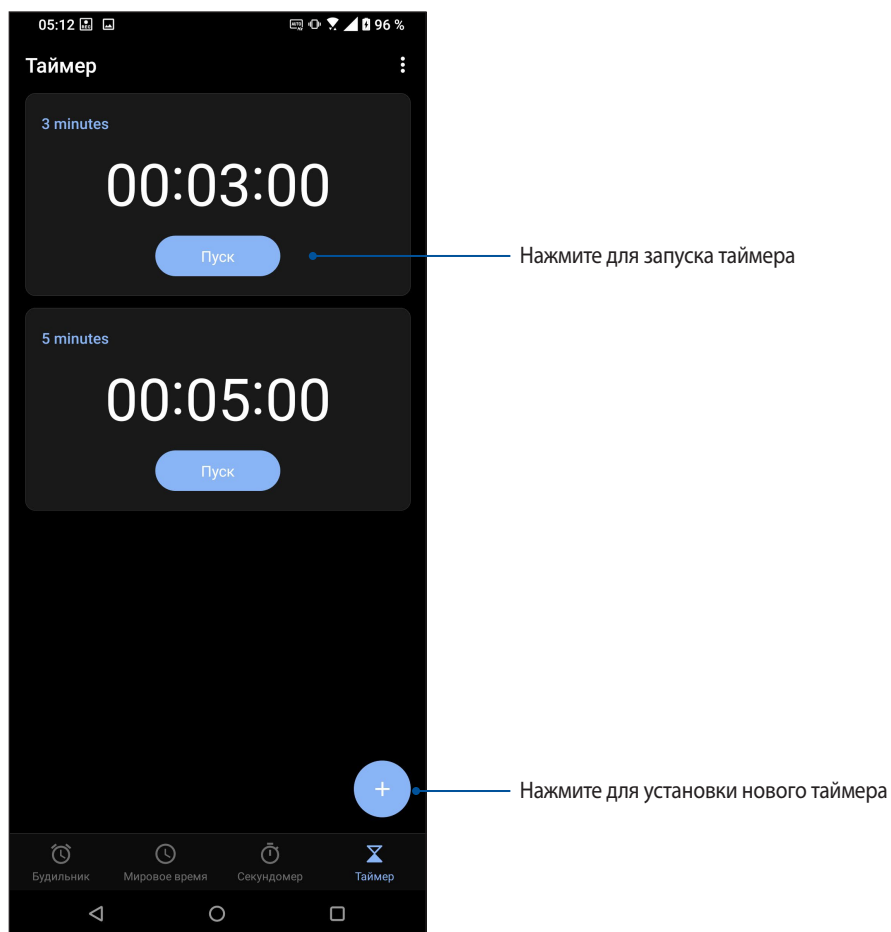 05:12 96 %
Таймер
3 minutes
00:03:00
Пуск
Нажмите для запуска таймера
5 minutes
00:05:00
Пуск
+
Нажмите для установки нового таймера
Будильник Мировое время Секундомер Таймер